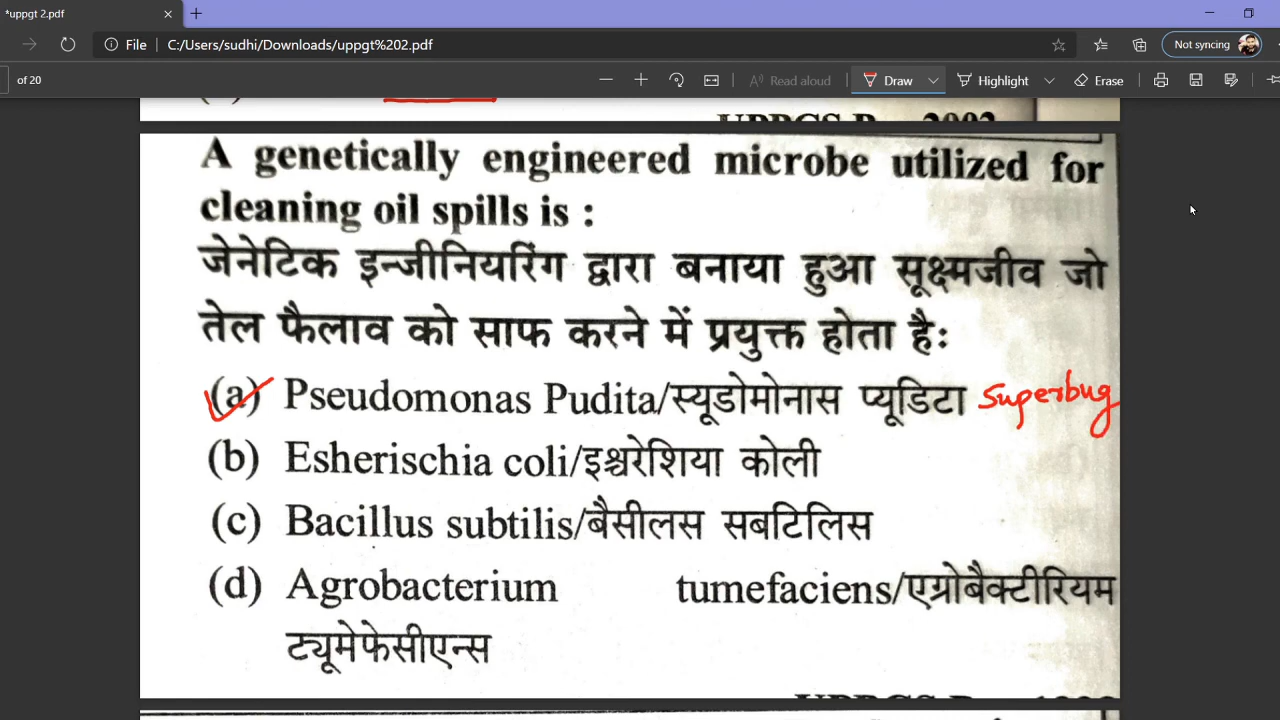 *uppgt 2.pdf
File C:/Users/sudhi/Downloads/uppgt%202.pdf Not syncing
of 20 Read aloud Draw Highlight Erase
A genetically engineered microbe utilized for
cleaning oil spills is :
जेनेटिक इन्जीनियरिंग द्वारा बनाया हुआ सूक्ष्मजीव जो
तेल फैलाव को साफ करने में प्रयुक्त होता है:
(a) Pseudomonas Pudita/स्यूडोमोनास प्यूडिटा Superbug
(b) Esherischia coli/इश्चरेशिया कोली
(c) Bacillus subtilis/बैसीलस सबटिलिस
(d) Agrobacterium tumefaciens/एग्रोबैक्टीरियम
ट्यूमेफेसीएन्स